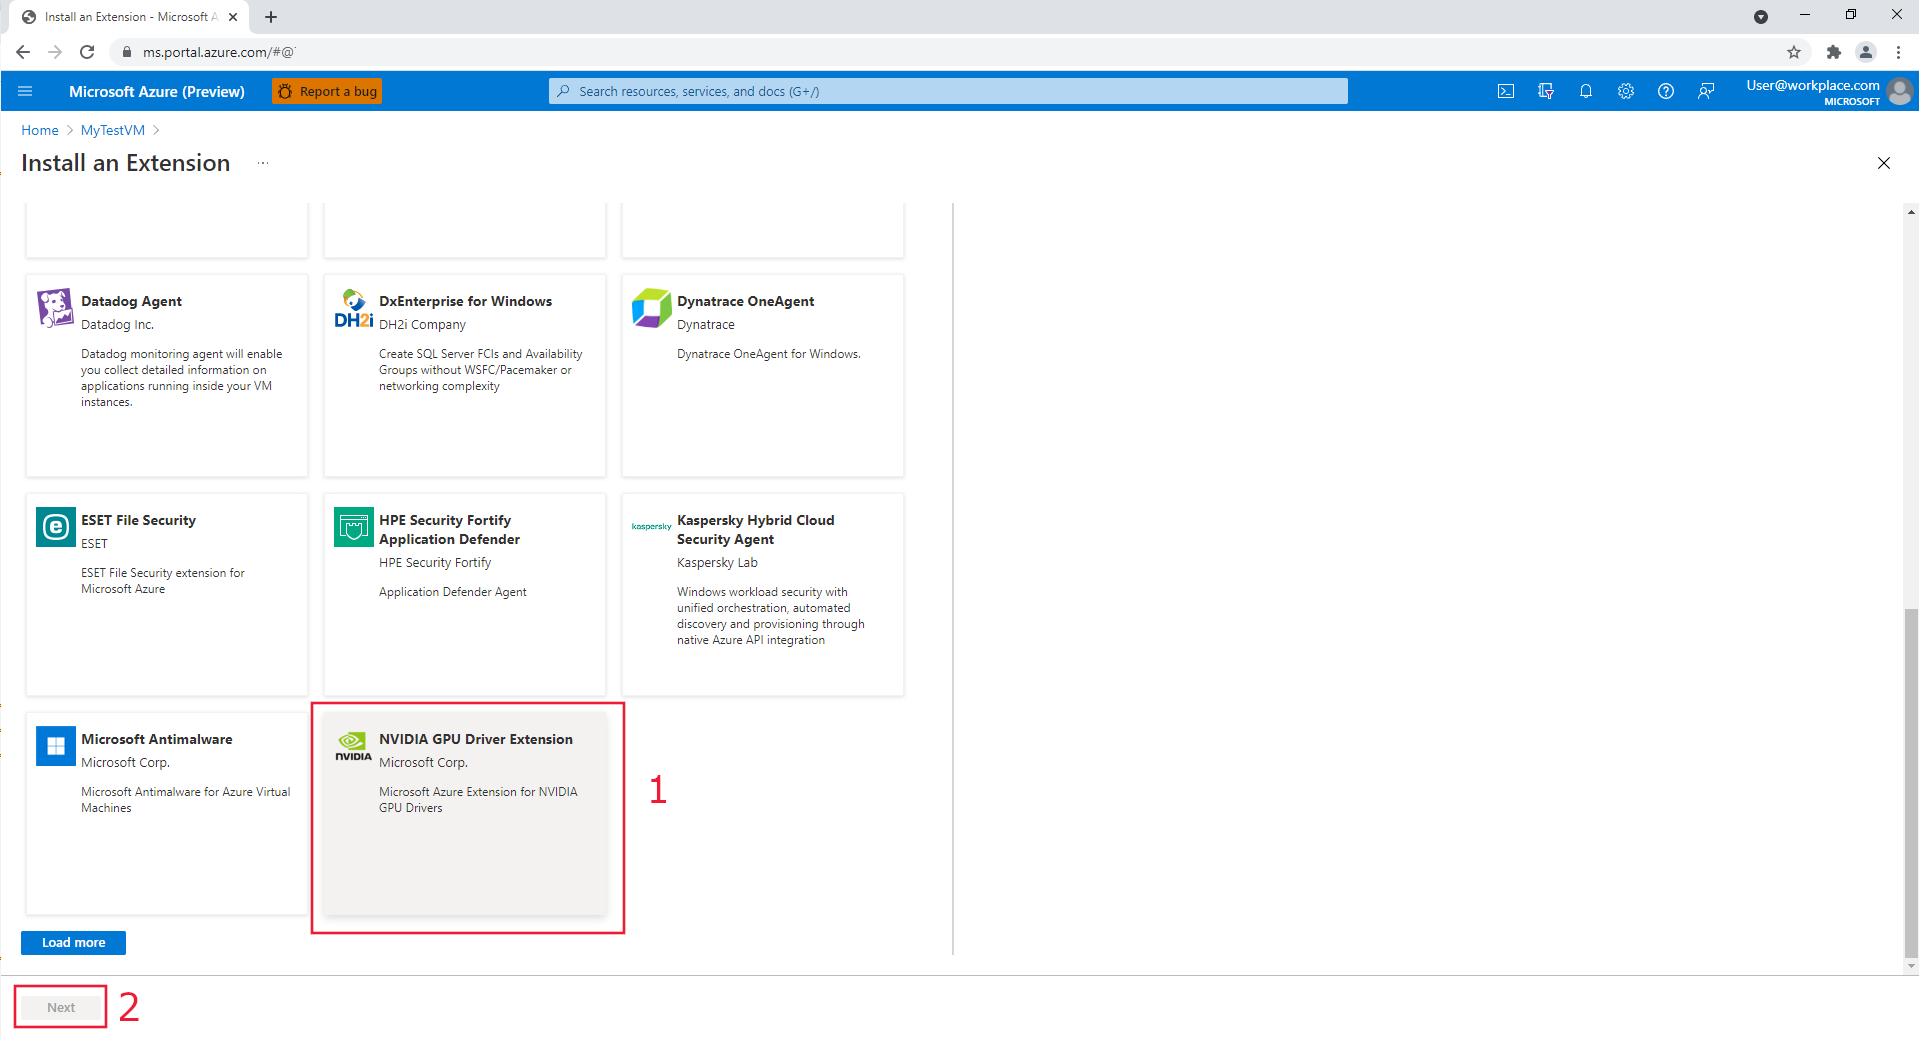 Install an Extension - Microsoft A
ms.portal.azure.com/#@
Microsoft Azure (Preview)
Report a bug
Search resources, services, and docs (G+/)
User@workplace.com
MICROSOFT
Home > MyTestVM >
Install an Extension ...
Datadog Agent
Datadog Inc.
Datadog monitoring agent will enable
you collect detailed information on
applications running inside your VM
instances.
DH2i
DxEnterprise for Windows
DH2i Company
Create SQL Server FCIs and Availability
Groups without WSFC/Pacemaker or
networking complexity
Dynatrace OneAgent
Dynatrace
Dynatrace OneAgent for Windows.
e
ESET File Security
ESET
ESET File Security extension for
Microsoft Azure
HPE Security Fortify
Application Defender
HPE Security Fortify
Application Defender Agent
kaspersky
Kaspersky Hybrid Cloud
Security Agent
Kaspersky Lab
Windows workload security with
unified orchestration, automated
discovery and provisioning through
native Azure API integration
Microsoft Antimalware
Microsoft Corp.
Microsoft Antimalware for Azure Virtual
Machines
NVIDIA
NVIDIA GPU Driver Extension
Microsoft Corp.
Microsoft Azure Extension for NVIDIA
GPU Drivers
1
Load more
Next
2